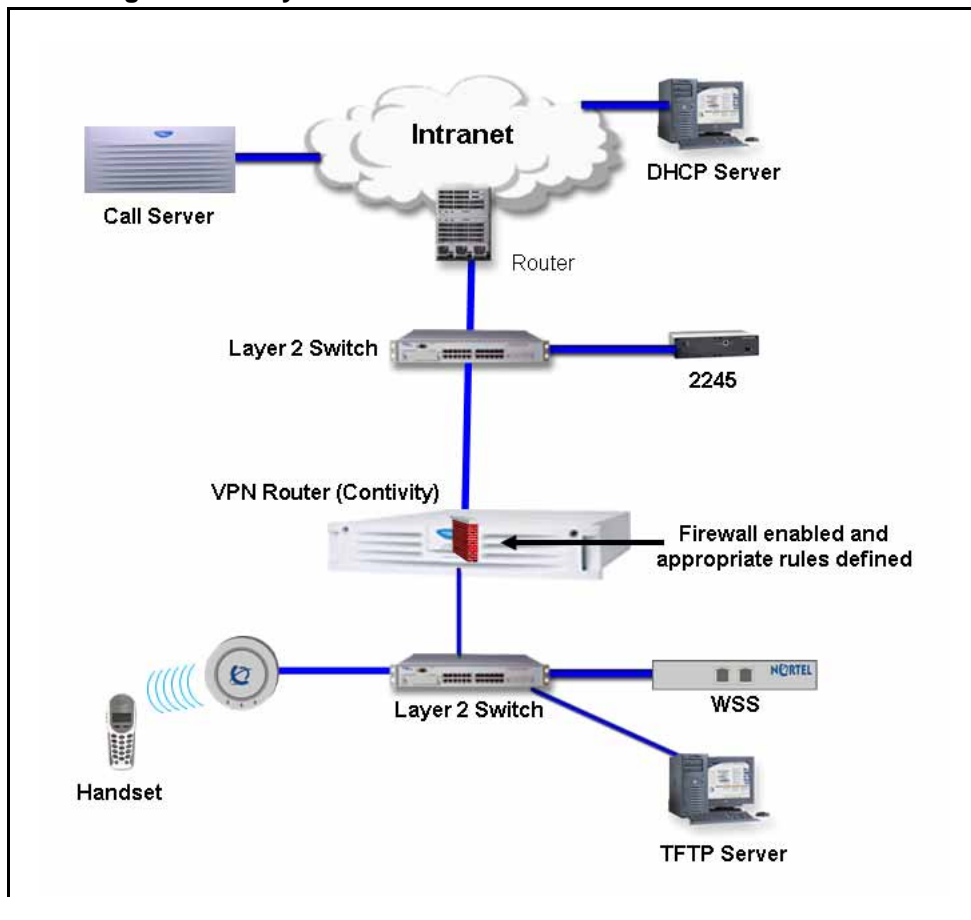 Intranet
DHCP Server
Call Server
Router
Layer 2 Switch
2245
VPN Router (Contivity)
Firewall enabled and
appropriate rules defined
NORTEL
WSS
Layer 2 Switch
Handset
TFTP Server